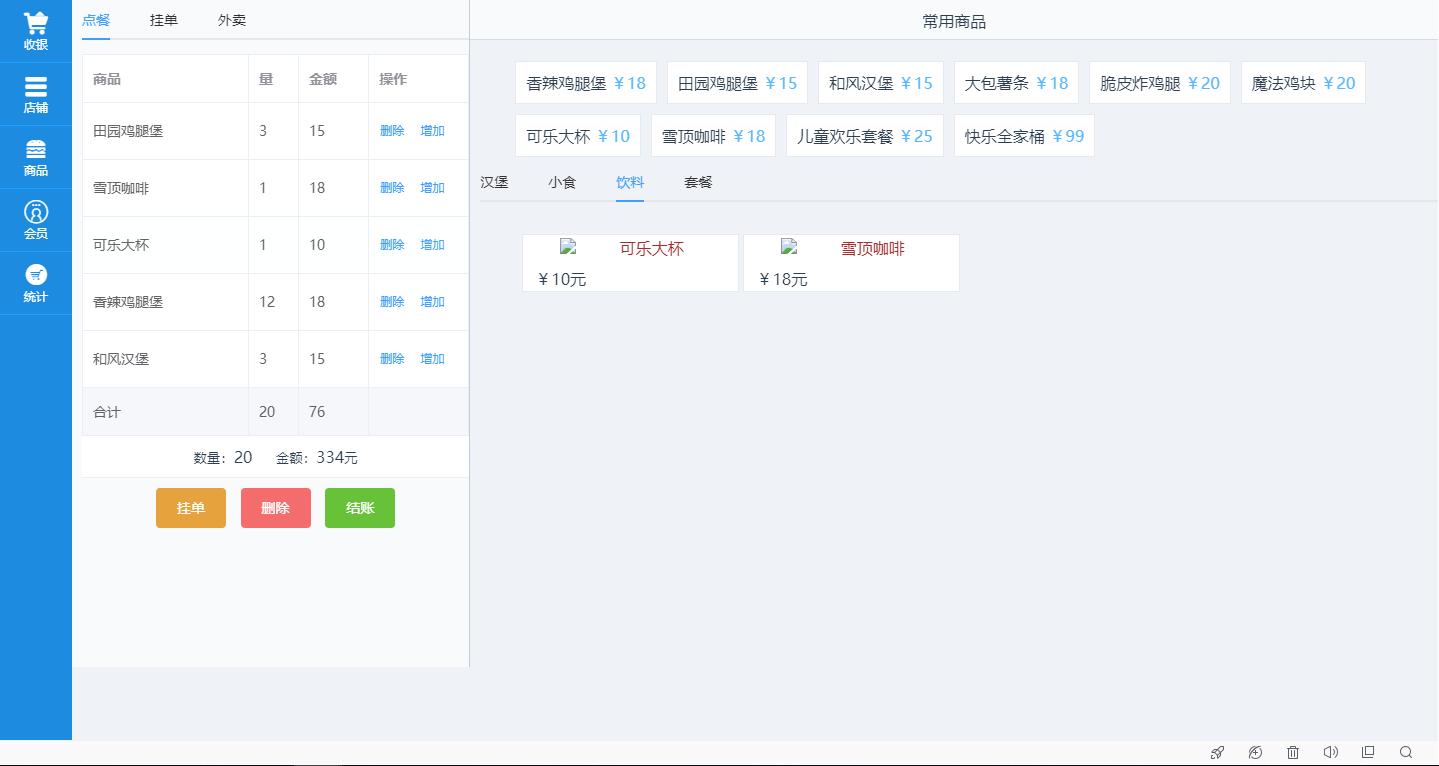 收银
店铺
商品
会员
统计
点餐 挂单 外卖
商品 量 金额 操作
田园鸡腿堡 3 15 删除 增加
雪顶咖啡 1 18 删除 增加
可乐大杯 1 10 删除 增加
香辣鸡腿堡 12 18 删除 增加
和风汉堡 3 15 删除 增加
合计 20 76
数量：20 金额：334元
挂单 删除 结账
常用商品
香辣鸡腿堡 ￥18 田园鸡腿堡 ￥15 和风汉堡 ￥15 大包薯条 ￥18 脆皮炸鸡腿 ￥20 魔法鸡块 ￥20
可乐大杯 ￥10 雪顶咖啡 ￥18 儿童欢乐套餐 ￥25 快乐全家桶 ￥99
汉堡 小食 饮料 套餐
可乐大杯 雪顶咖啡
￥10元 ￥18元